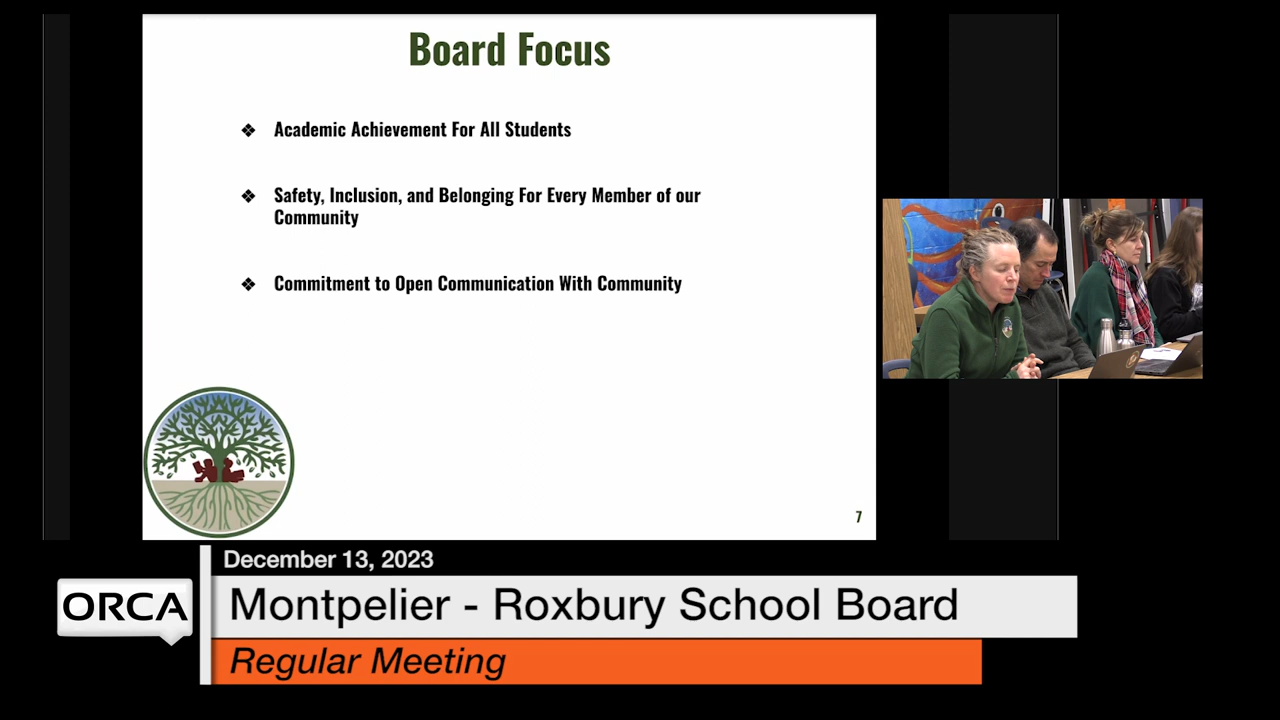 Board Focus
❖ Academic Achievement For All Students
❖ Safety, Inclusion, and Belonging For Every Member of our
Community
❖ Commitment to Open Communication With Community
7
December 13, 2023
ORCA
Montpelier - Roxbury School Board
Regular Meeting